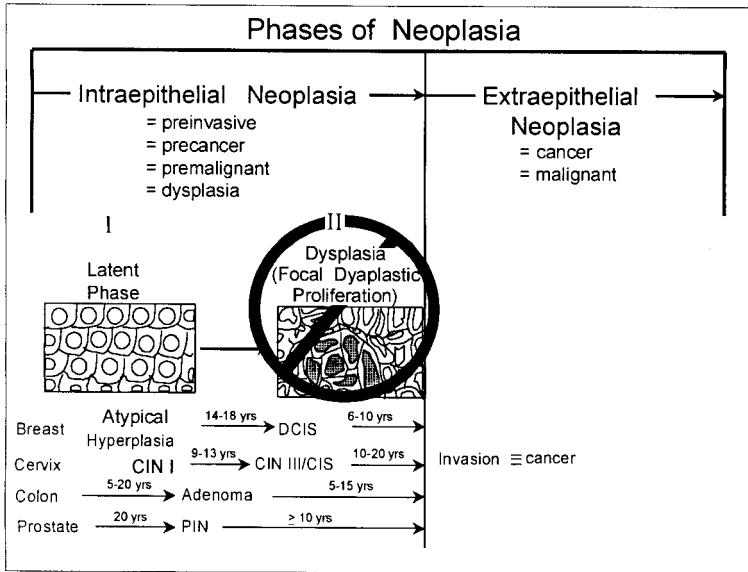 Phases of Neoplasia
Intraepithelial Neoplasia
= preinvasive
= precancer
= premalignant
= dysplasia
Extraepithelial
Neoplasia
= cancer
= malignant
I
Latent
Phase
II
Dysplasia
(Focal Dyaplastic
Proliferation)
Breast Atypical Hyperplasia 14-18 yrs DCIS 6-10 yrs
Cervix CIN I 9-13 yrs CIN III/CIS 10-20 yrs
Colon 5-20 yrs Adenoma 5-15 yrs
Prostate 20 yrs PIN ≥ 10 yrs
Invasion ≡ cancer